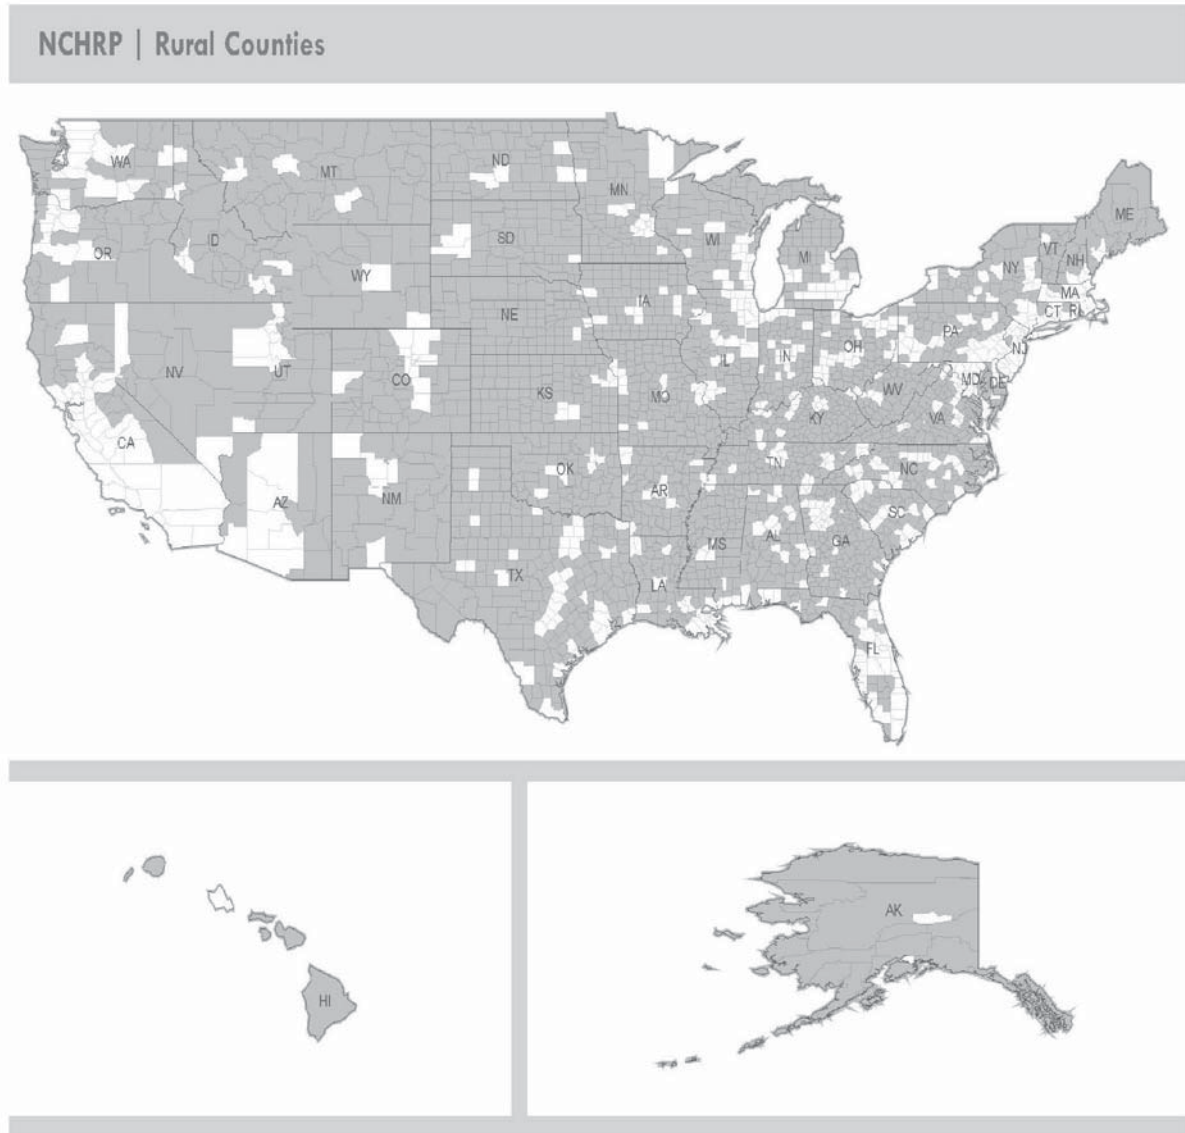 NCHRP | Rural Counties
WA
MT
ND
MN
ME
OR
ID
SD
WI
MI
VT
NH
NY
WY
MA
CT RI
IA
NE
PA
NJ
NV
UT
CO
IL
IN
OH
MD
DE
WV
KS
MO
KY
VA
CA
OK
TN
NC
AZ
NM
AR
SC
MS
AL
GA
TX
LA
FL
AK
HI